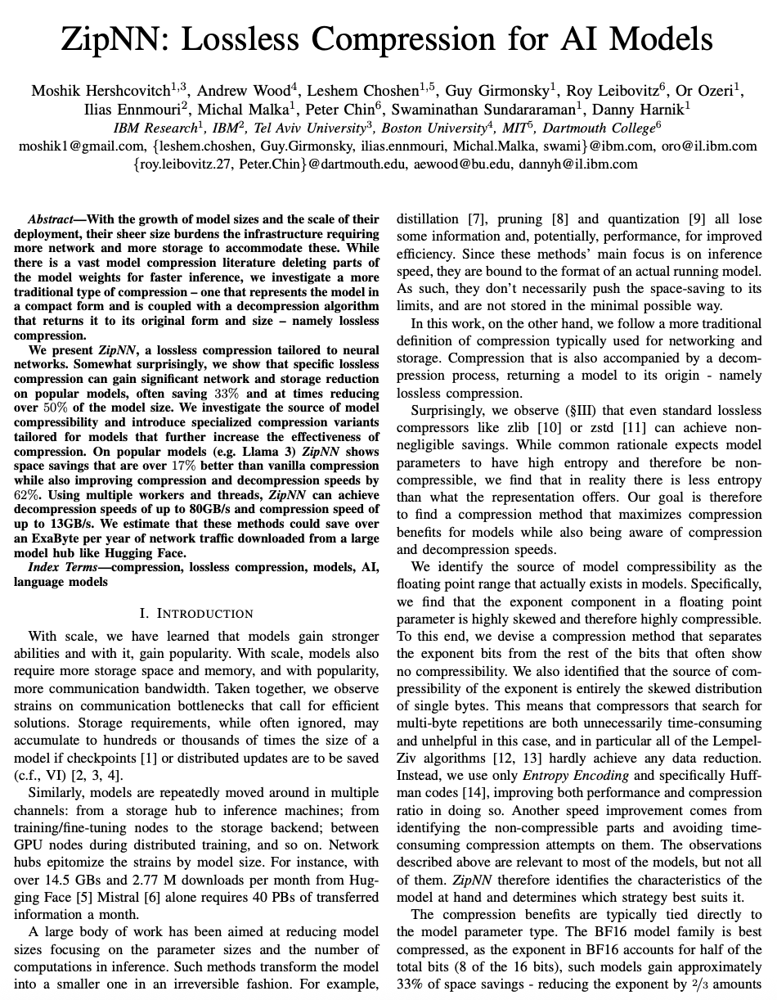 ZipNN: Lossless Compression for AI Models
Moshik Hershcovitch1,3, Andrew Wood4, Leshem Choshen1,5, Guy Girmonsky1, Roy Leibovitz6, Or Ozeri1,
Ilias Ennmouri2, Michal Malka1, Peter Chin6, Swaminathan Sundararaman1, Danny Harnik1
IBM Research1, IBM2, Tel Aviv University3, Boston University4, MIT5, Dartmouth College6
moshik1@gmail.com, {leshem.choshen, Guy.Girmonsky, ilias.ennmouri, Michal.Malka, swami}@ibm.com, oro@il.ibm.com
{roy.leibovitz.27, Peter.Chin}@dartmouth.edu, aewood@bu.edu, dannyh@il.ibm.com
Abstract—With the growth of model sizes and the scale of their
deployment, their sheer size burdens the infrastructure requiring
more network and more storage to accommodate these. While
there is a vast model compression literature deleting parts of
the model weights for faster inference, we investigate a more
traditional type of compression – one that represents the model in
a compact form and is coupled with a decompression algorithm
that returns it to its original form and size – namely lossless
compression.
We present ZipNN, a lossless compression tailored to neural
networks. Somewhat surprisingly, we show that specific lossless
compression can gain significant network and storage reduction
on popular models, often saving 33% and at times reducing
over 50% of the model size. We investigate the source of model
compressibility and introduce specialized compression variants
tailored for models that further increase the effectiveness of
compression. On popular models (e.g. Llama 3) ZipNN shows
space savings that are over 17% better than vanilla compression
while also improving compression and decompression speeds by
62%. Using multiple workers and threads, ZipNN can achieve
decompression speeds of up to 80GB/s and compression speed of
up to 13GB/s. We estimate that these methods could save over
an ExaByte per year of network traffic downloaded from a large
model hub like Hugging Face.
Index Terms—compression, lossless compression, models, AI,
language models
I. INTRODUCTION
With scale, we have learned that models gain stronger
abilities and with it, gain popularity. With scale, models also
require more storage space and memory, and with popularity,
more communication bandwidth. Taken together, we observe
strains on communication bottlenecks that call for efficient
solutions. Storage requirements, while often ignored, may
accumulate to hundreds or thousands of times the size of a
model if checkpoints [1] or distributed updates are to be saved
(c.f., VI) [2, 3, 4].
Similarly, models are repeatedly moved around in multiple
channels: from a storage hub to inference machines; from
training/fine-tuning nodes to the storage backend; between
GPU nodes during distributed training, and so on. Network
hubs epitomize the strains by model size. For instance, with
over 14.5 GBs and 2.77 M downloads per month from Hug-
ging Face [5] Mistral [6] alone requires 40 PBs of transferred
information a month.
A large body of work has been aimed at reducing model
sizes focusing on the parameter sizes and the number of
computations in inference. Such methods transform the model
into a smaller one in an irreversible fashion. For example,
distillation [7], pruning [8] and quantization [9] all lose
some information and, potentially, performance, for improved
efficiency. Since these methods' main focus is on inference
speed, they are bound to the format of an actual running model.
As such, they don't necessarily push the space-saving to its
limits, and are not stored in the minimal possible way.
In this work, on the other hand, we follow a more traditional
definition of compression typically used for networking and
storage. Compression that is also accompanied by a decom-
pression process, returning a model to its origin - namely
lossless compression.
Surprisingly, we observe (§III) that even standard lossless
compressors like zlib [10] or zstd [11] can achieve non-
negligible savings. While common rationale expects model
parameters to have high entropy and therefore be non-
compressible, we find that in reality there is less entropy
than what the representation offers. Our goal is therefore
to find a compression method that maximizes compression
benefits for models while also being aware of compression
and decompression speeds.
We identify the source of model compressibility as the
floating point range that actually exists in models. Specifically,
we find that the exponent component in a floating point
parameter is highly skewed and therefore highly compressible.
To this end, we devise a compression method that separates
the exponent bits from the rest of the bits that often show
no compressibility. We also identified that the source of com-
pressibility of the exponent is entirely the skewed distribution
of single bytes. This means that compressors that search for
multi-byte repetitions are both unnecessarily time-consuming
and unhelpful in this case, and in particular all of the Lempel-
Ziv algorithms [12, 13] hardly achieve any data reduction.
Instead, we use only Entropy Encoding and specifically Huff-
man codes [14], improving both performance and compression
ratio in doing so. Another speed improvement comes from
identifying the non-compressible parts and avoiding time-
consuming compression attempts on them. The observations
described above are relevant to most of the models, but not all
of them. ZipNN therefore identifies the characteristics of the
model at hand and determines which strategy best suits it.
The compression benefits are typically tied directly to
the model parameter type. The BF16 model family is best
compressed, as the exponent in BF16 accounts for half of the
total bits (8 of the 16 bits), such models gain approximately
33% of space savings - reducing the exponent by 2/3 amounts